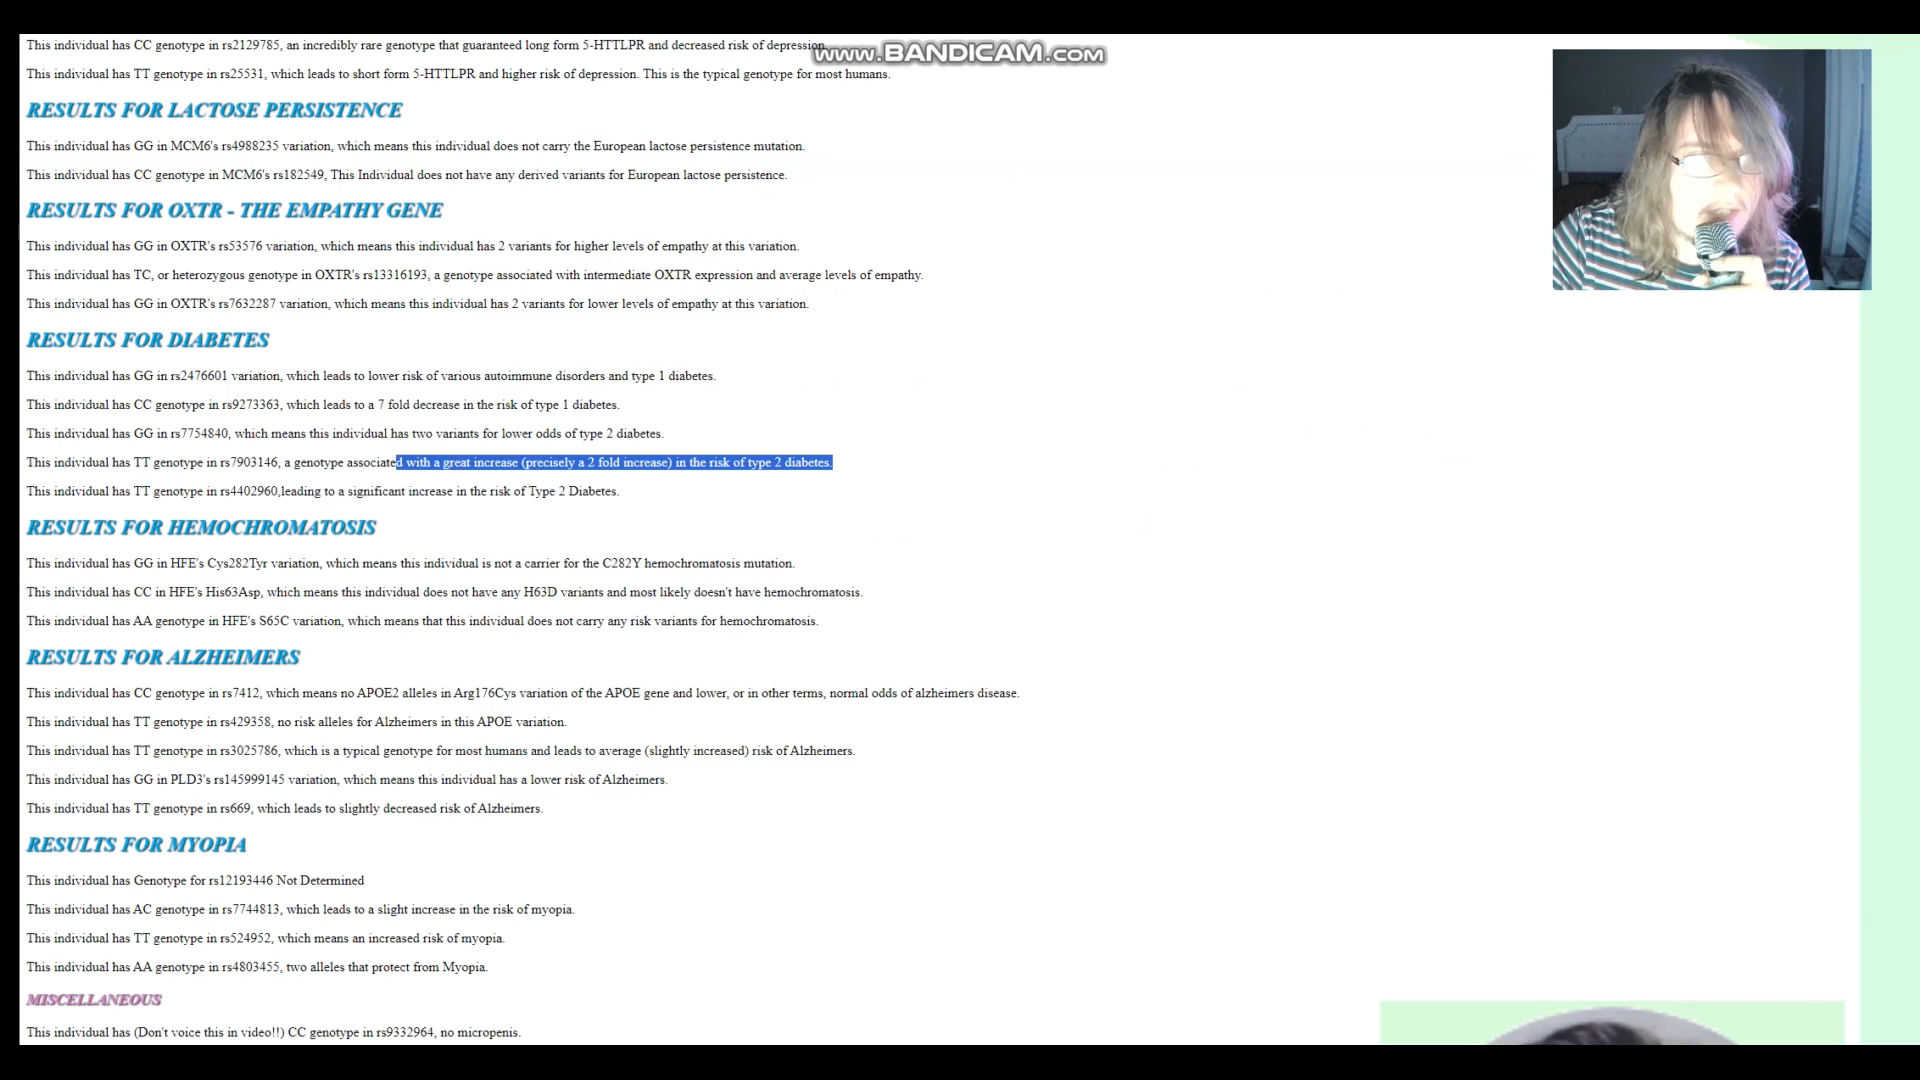 www.BANDICAM.com
This individual has CC genotype in rs2129785, an incredibly rare genotype that guaranteed long form 5-HTTLPR and decreased risk of depression.
This individual has TT genotype in rs25531, which leads to short form 5-HTTLPR and higher risk of depression. This is the typical genotype for most humans.
RESULTS FOR LACTOSE PERSISTENCE
This individual has GG in MCM6's rs4988235 variation, which means this individual does not carry the European lactose persistence mutation.
This individual has CC genotype in MCM6's rs182549, This Individual does not have any derived variants for European lactose persistence.
RESULTS FOR OXTR - THE EMPATHY GENE
This individual has GG in OXTR's rs53576 variation, which means this individual has 2 variants for higher levels of empathy at this variation.
This individual has TC, or heterozygous genotype in OXTR's rs13316193, a genotype associated with intermediate OXTR expression and average levels of empathy.
This individual has GG in OXTR's rs7632287 variation, which means this individual has 2 variants for lower levels of empathy at this variation.
RESULTS FOR DIABETES
This individual has GG in rs2476601 variation, which leads to lower risk of various autoimmune disorders and type 1 diabetes.
This individual has CC genotype in rs9273363, which leads to a 7 fold decrease in the risk of type 1 diabetes.
This individual has GG in rs7754840, which means this individual has two variants for lower odds of type 2 diabetes.
This individual has TT genotype in rs7903146, a genotype associated with a great increase (precisely a 2 fold increase) in the risk of type 2 diabetes.
This individual has TT genotype in rs4402960,leading to a significant increase in the risk of Type 2 Diabetes.
RESULTS FOR HEMOCHROMATOSIS
This individual has GG in HFE's Cys282Tyr variation, which means this individual is not a carrier for the C282Y hemochromatosis mutation.
This individual has CC in HFE's His63Asp, which means this individual does not have any H63D variants and most likely doesn't have hemochromatosis.
This individual has AA genotype in HFE's S65C variation, which means that this individual does not carry any risk variants for hemochromatosis.
RESULTS FOR ALZHEIMERS
This individual has CC genotype in rs7412, which means no APOE2 alleles in Arg176Cys variation of the APOE gene and lower, or in other terms, normal odds of alzheimers disease.
This individual has TT genotype in rs429358, no risk alleles for Alzheimers in this APOE variation.
This individual has TT genotype in rs3025786, which is a typical genotype for most humans and leads to average (slightly increased) risk of Alzheimers.
This individual has GG in PLD3's rs145999145 variation, which means this individual has a lower risk of Alzheimers.
This individual has TT genotype in rs669, which leads to slightly decreased risk of Alzheimers.
RESULTS FOR MYOPIA
This individual has Genotype for rs12193446 Not Determined
This individual has AC genotype in rs7744813, which leads to a slight increase in the risk of myopia.
This individual has TT genotype in rs524952, which means an increased risk of myopia.
This individual has AA genotype in rs4803455, two alleles that protect from Myopia.
MISCELLANEOUS
This individual has (Don't voice this in video!!) CC genotype in rs9332964, no micropenis.